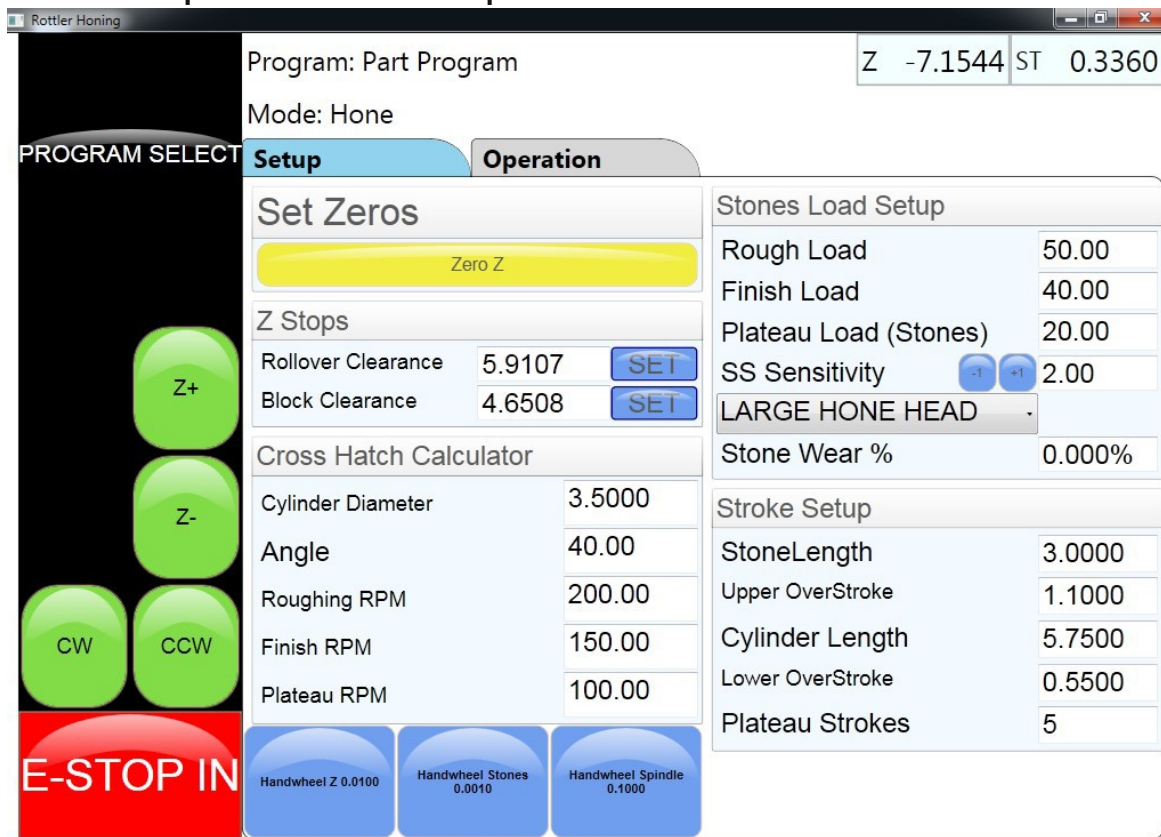 Rottler Honing
Program: Part Program
Z -7.1544 ST 0.3360
Mode: Hone
PROGRAM SELECT
Setup Operation
Set Zeros
Zero Z
Z Stops
Rollover Clearance 5.9107 SET
Block Clearance 4.6508 SET
Cross Hatch Calculator
Cylinder Diameter 3.5000
Angle 40.00
Roughing RPM 200.00
Finish RPM 150.00
Plateau RPM 100.00
Stones Load Setup
Rough Load 50.00
Finish Load 40.00
Plateau Load (Stones) 20.00
SS Sensitivity -1 +1 2.00
LARGE HONE HEAD
Stone Wear % 0.000%
Stroke Setup
StoneLength 3.0000
Upper OverStroke 1.1000
Cylinder Length 5.7500
Lower OverStroke 0.5500
Plateau Strokes 5
Z+
Z-
CW CCW
E-STOP IN
Handwheel Z 0.0100
Handwheel Stones
0.0010
Handwheel Spindle
0.1000